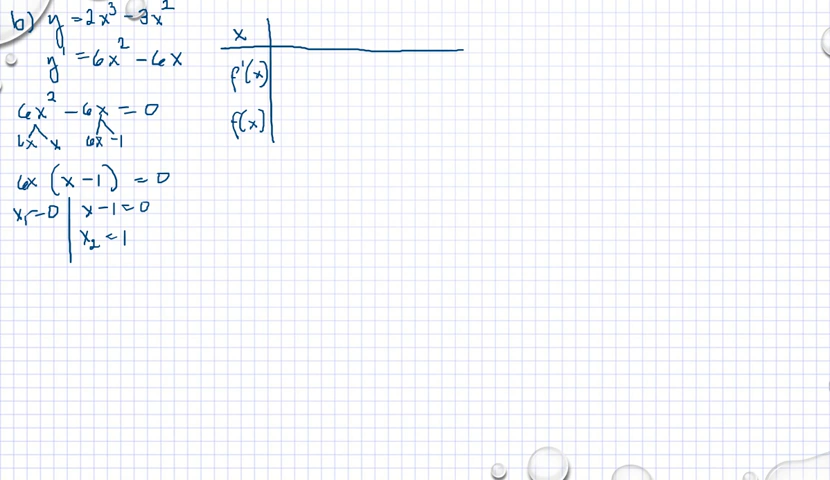 b) y = 2x³ - 3x²
y' = 6x² - 6x
6x² - 6x = 0
6x x 6x -1
6x (x - 1) = 0
x₁ = 0 | x - 1 = 0
x₂ = 1
x
f'(x)
f(x)